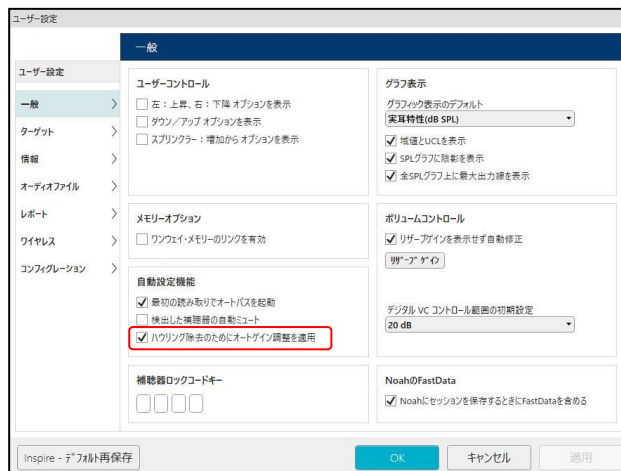 ユーザー設定
一般
ユーザー設定
一般
ターゲット
情報
オーディオファイル
レポート
ワイヤレス
コンフィグレーション
ユーザーコントロール
左：上昇、右：下降 オプションを表示
ダウン／アップ オプションを表示
スプリンクラー：増加から オプションを表示
メモリーオプション
ワンウェイ・メモリーのリンクを有効
自動設定機能
最初の読み取りでオートパスを起動
検出した補聴器の自動ミュート
ハウリング除去のためにオートゲイン調整を適用
補聴器ロックコードキー
グラフ表示
グラフィック表示のデフォルト
実耳特性(dB SPL)
域値とUCLを表示
SPLグラフに陰影を表示
全SPLグラフ上に最大出力線を表示
ボリュームコントロール
リザーブゲインを表示せず自動修正
ﾘｻﾞｰﾌﾞ ｹﾞｲﾝ
デジタル VC コントロール範囲の初期設定
20 dB
NoahのFastData
Noahにセッションを保存するときにFastDataを含める
Inspire - ﾃﾞﾌｫﾙﾄ再保存
OK
キャンセル
適用